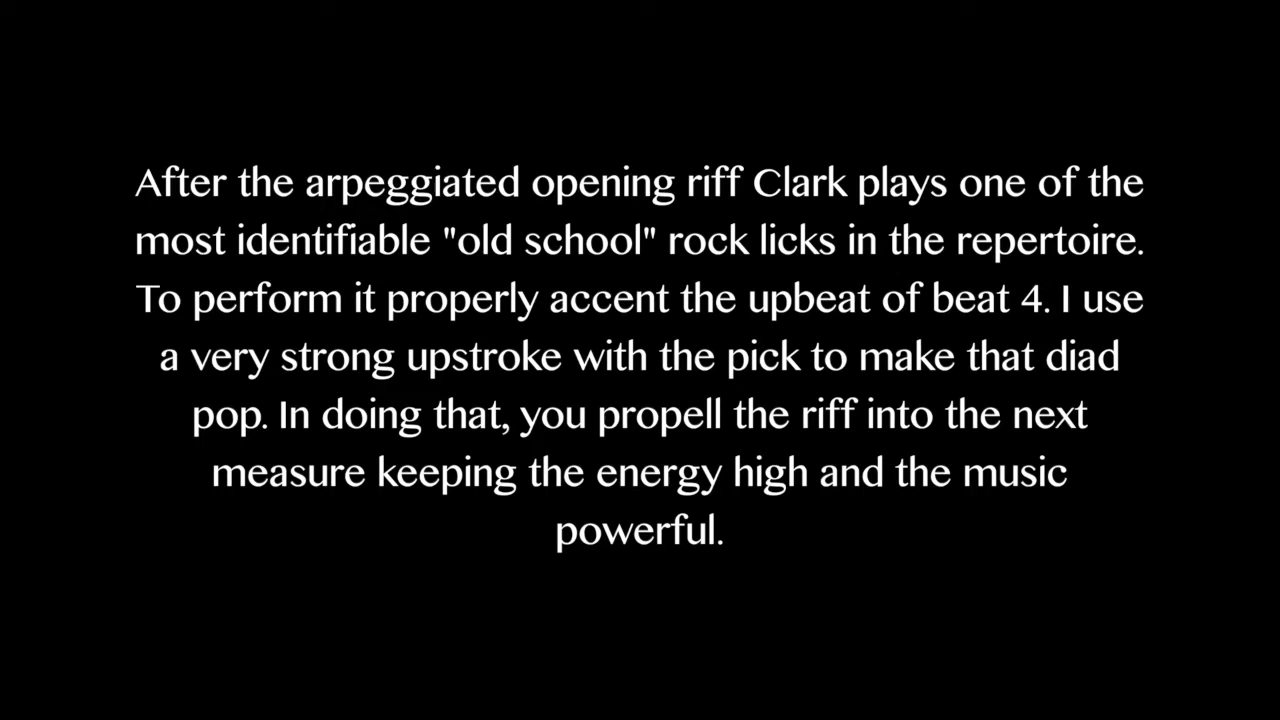 After the arpeggiated opening riff Clark plays one of the
most identifiable "old school" rock licks in the repertoire.
To perform it properly accent the upbeat of beat 4. I use
a very strong upstroke with the pick to make that diad
pop. In doing that, you propell the riff into the next
measure keeping the energy high and the music
powerful.